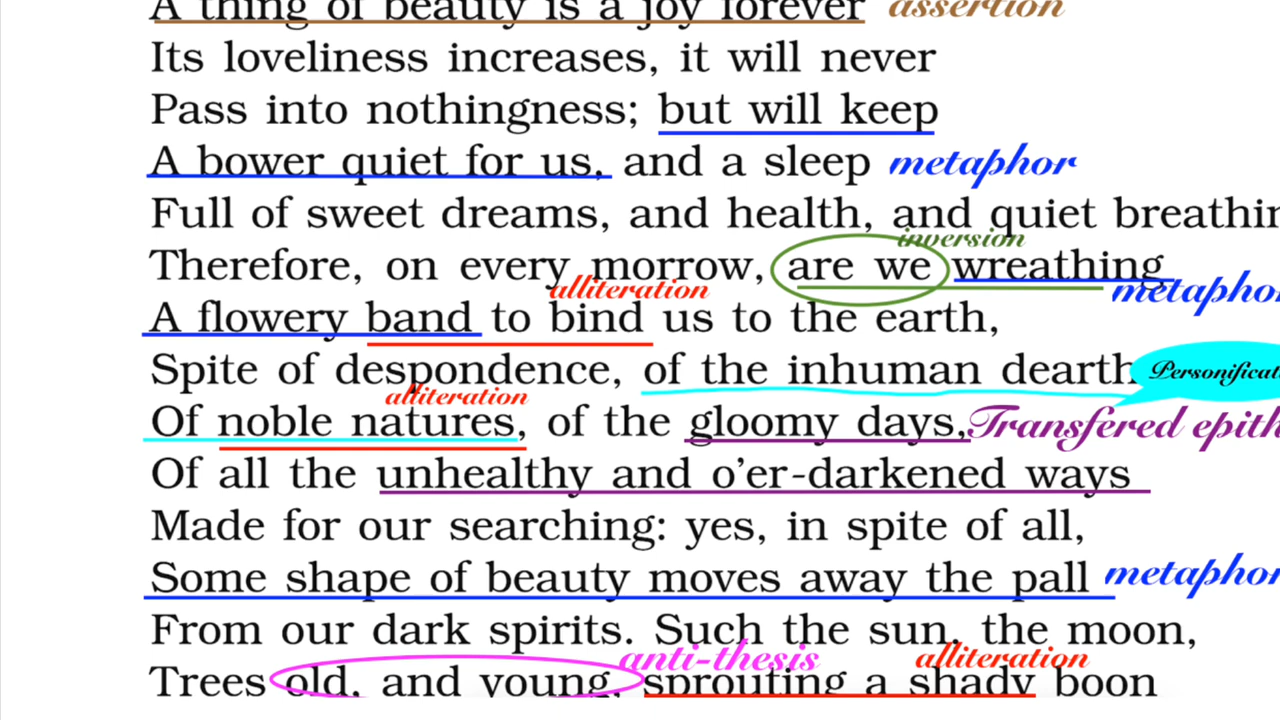 A thing of beauty is a joy forever assertion
Its loveliness increases, it will never
Pass into nothingness; but will keep
A bower quiet for us, and a sleep metaphor
Full of sweet dreams, and health, and quiet breathin
inversion
Therefore, on every morrow, are we wreathing
alliteration metaphor
A flowery band to bind us to the earth,
Spite of despondence, of the inhuman dearth Personificat
alliteration
Of noble natures, of the gloomy days, Transfered epith
Of all the unhealthy and o'er-darkened ways
Made for our searching: yes, in spite of all,
Some shape of beauty moves away the pall metaphor
From our dark spirits. Such the sun, the moon,
anti-thesis alliteration
Trees old, and young, sprouting a shady boon